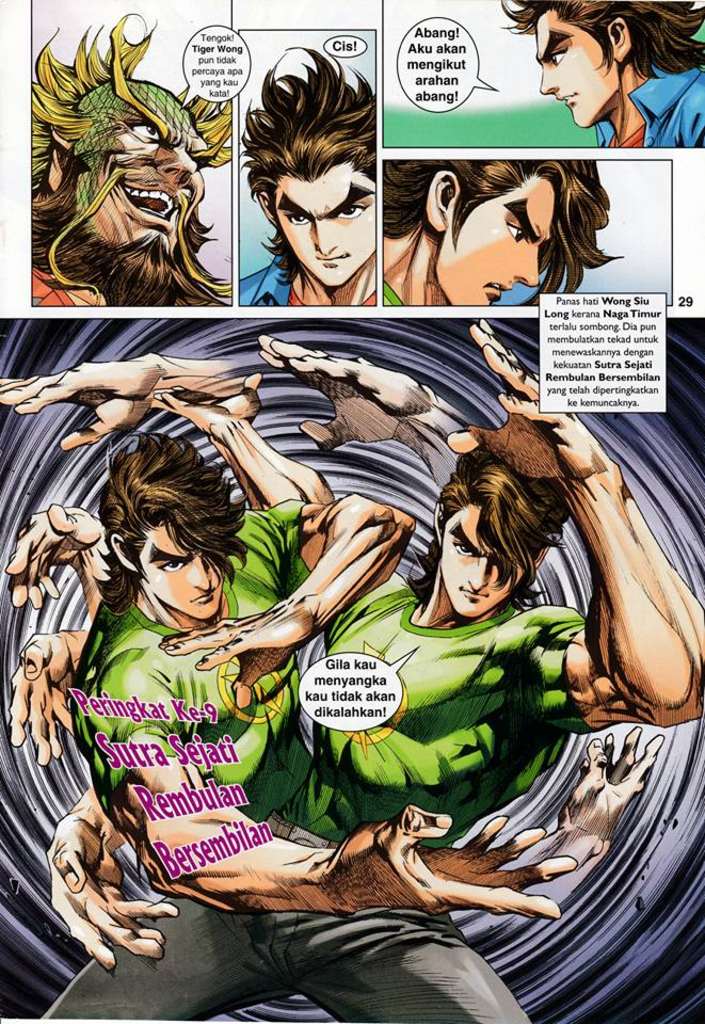 Tengok!
Tiger Wong
pun tidak
percaya apa
yang kau
kata!
Cis!
Abang!
Aku akan
mengikut
arahan
abang!
29
Panas hati Wong Siu
Long kerana Naga Timur
terlalu sombong. Dia pun
membulatkan tekad untuk
menewaskannya dengan
kekuatan Sutra Sejati
Rembulan Bersembilan
yang telah dipertingkatkan
ke kemuncaknya.
Gila kau
menyangka
kau tidak akan
dikalahkan!
Peringkat Ke-9
Sutra Sejati
Rembulan
Bersembilan